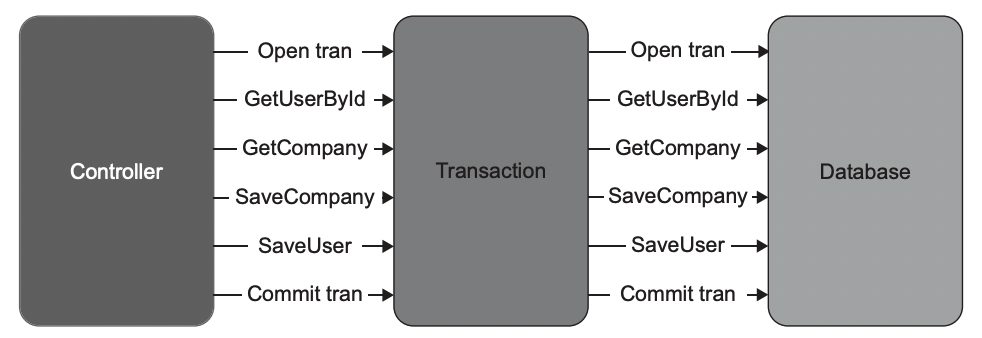 Open tran
Open tran
GetUserById
GetUserById
GetCompany
GetCompany
Controller
Transaction
Database
SaveCompany
SaveCompany
SaveUser
SaveUser
Commit tran
Commit tran